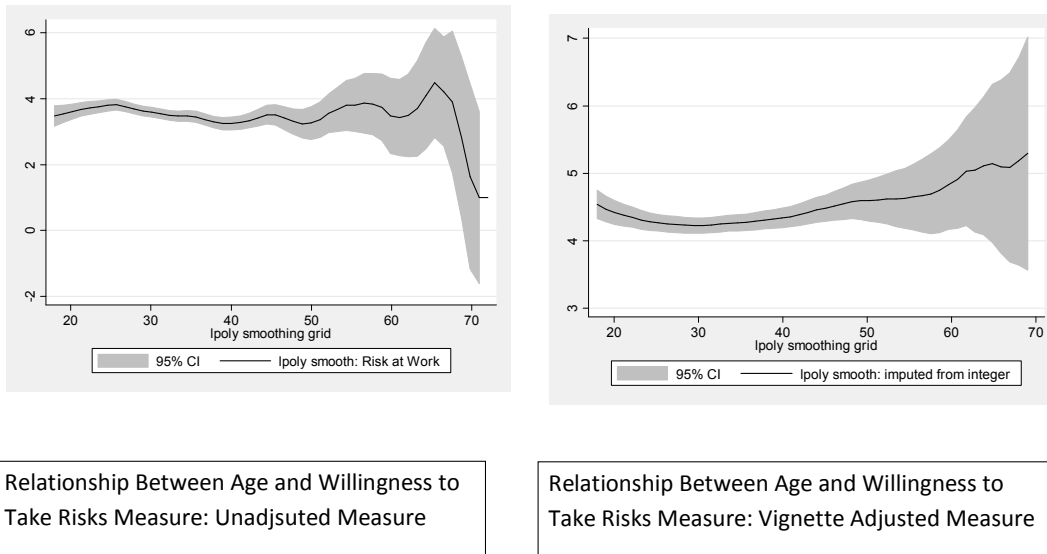 6
4
2
0
-2
20 30 40 50 60 70
lpoly smoothing grid
95% CI lpoly smooth: Risk at Work
7
6
5
4
3
20 30 40 50 60 70
lpoly smoothing grid
95% CI lpoly smooth: imputed from integer
Relationship Between Age and Willingness to
Take Risks Measure: Unadjsuted Measure
Relationship Between Age and Willingness to
Take Risks Measure: Vignette Adjusted Measure